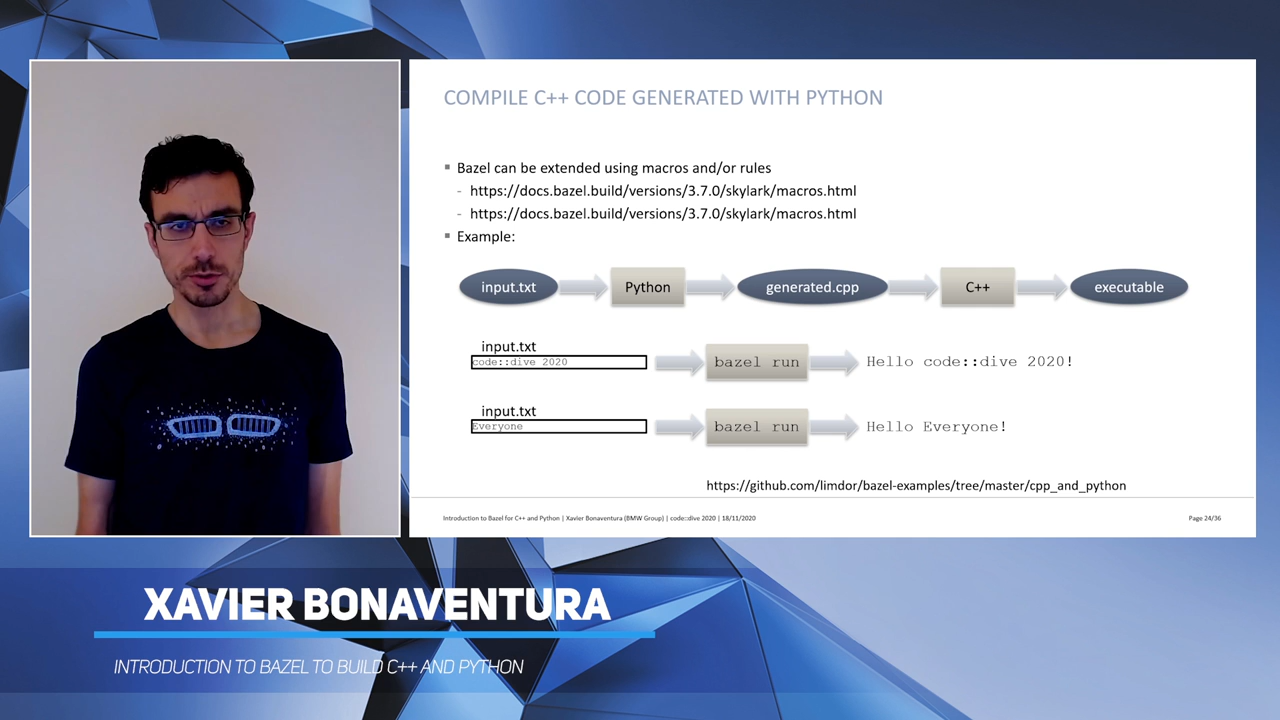 COMPILE C++ CODE GENERATED WITH PYTHON
Bazel can be extended using macros and/or rules
- https://docs.bazel.build/versions/3.7.0/skylark/macros.html
- https://docs.bazel.build/versions/3.7.0/skylark/macros.html
Example:
input.txt Python generated.cpp C++ executable
input.txt
code::dive 2020 bazel run Hello code::dive 2020!
input.txt
Everyone bazel run Hello Everyone!
https://github.com/limdor/bazel-examples/tree/master/cpp_and_python
Introduction to Bazel for C++ and Python | Xavier Bonaventura (BMW Group) | code::dive 2020 | 18/11/2020 Page 24/36
XAVIER BONAVENTURA
INTRODUCTION TO BAZEL TO BUILD C++ AND PYTHON